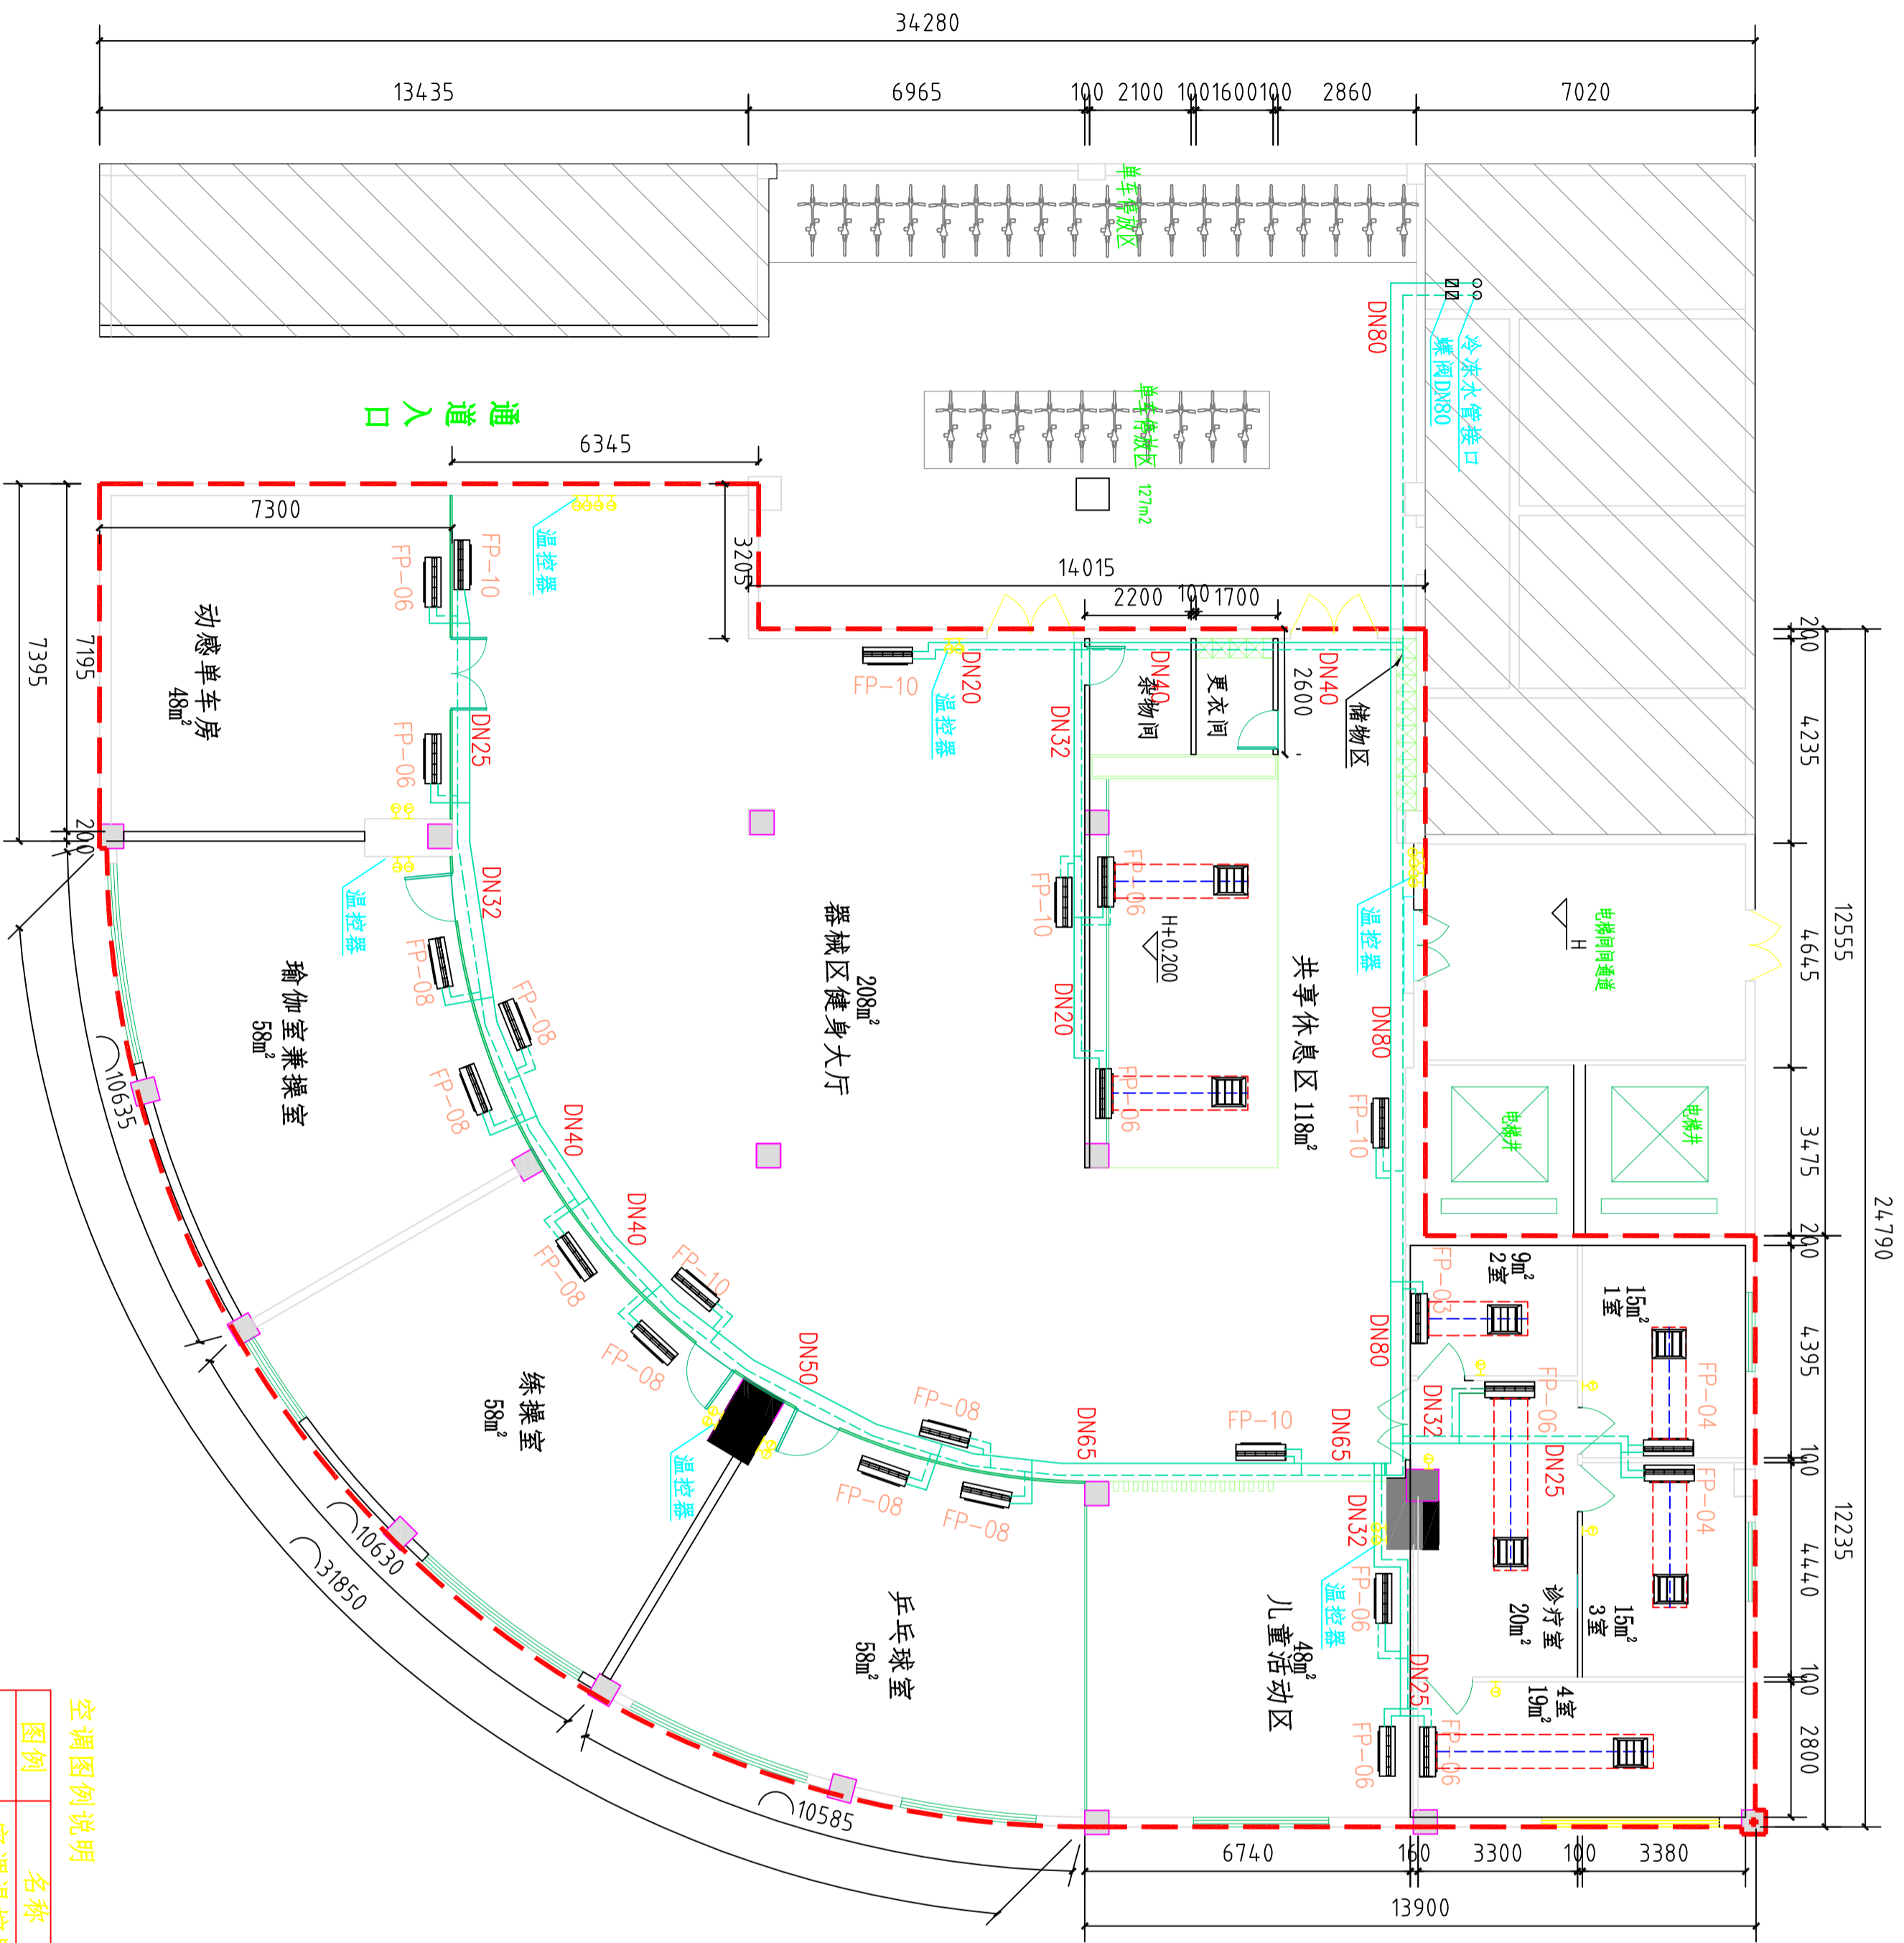 34280
13435
6965
100
2100
100
1600
100
2860
7020
单车停放区
DN80
冷冻水管接口
蝶阀DN80
通道入口
单车停放区
127m2
6345
7300
3205
14015
2200
100
1700
2600
7195
7395
200
温控器
FP-10
FP-06
动感单车房
48m²
FP-06
DN25
FP-10
DN20
温控器
DN40
杂物间
更衣间
DN40
储物区
DN32
200
4235
4645
3475
200
4395
100
4440
100
2800
12555
12235
24790
温控器
DN32
FP-08
FP-08
FP-08
瑜伽室兼操室
58m²
器械区健身大厅
208m²
FP-10
FP-06
H+0.200
DN20
FP-06
共享休息区 118m²
温控器
DN80
FP-10
H
电梯间通道
电梯井
电梯井
DN40
DN40
FP-08
FP-10
FP-08
DN50
练操室
58m²
温控器
FP-08
FP-08
FP-08
DN65
FP-10
DN65
DN80
FP-03
2室
9m²
1室
15m²
FP-04
FP-06
DN32
DN25
FP-04
诊疗室
20m²
3室
15m²
4室
19m²
DN32
温控器
FP-06
DN25
FP-06
FP-06
儿童活动区
48m²
乒乓球室
58m²
10635
10630
31850
10585
6740
160
3300
100
3380
13900
空调图例说明
图例
名称